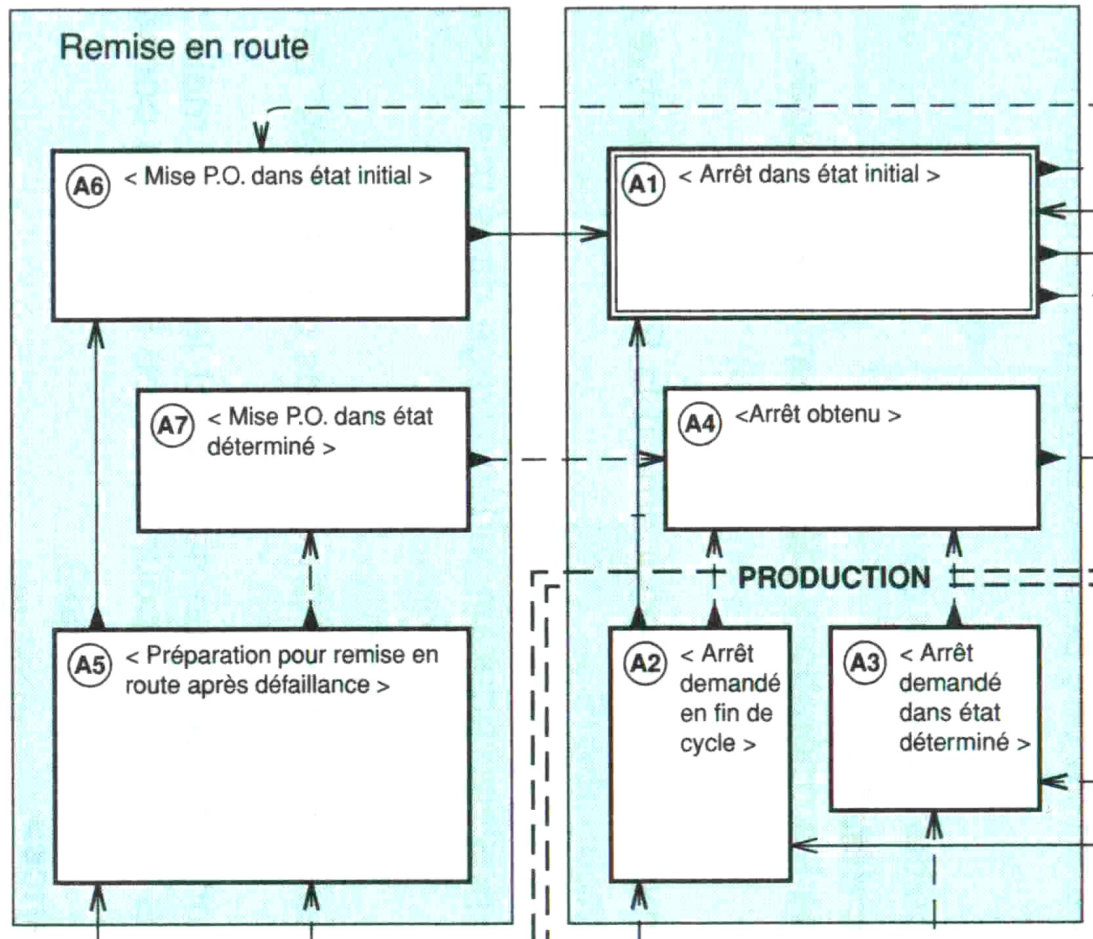 Remise en route
A6 < Mise P.O. dans état initial >
A1 < Arrêt dans état initial >
A7 < Mise P.O. dans état
déterminé >
A4 <Arrêt obtenu >
PRODUCTION
A5 < Préparation pour remise en
route après défaillance >
A2 < Arrêt
demandé
en fin de
cycle >
A3 < Arrêt
demandé
dans état
déterminé >